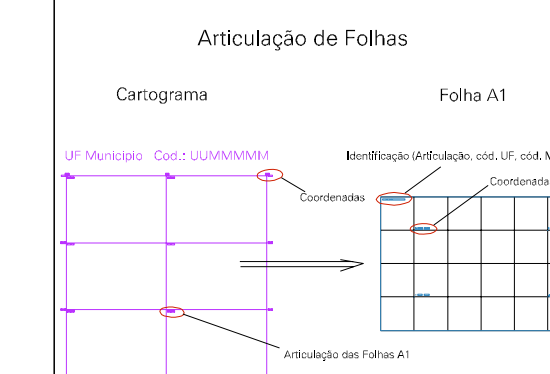 Articulação de Folhas
Cartograma
Folha A1
UF Municipio Cod.: UUMMMMM
Identificação (Articulação, cód. UF, cód. M
Coordenada
Coordenadas
Articulação das Folhas A1